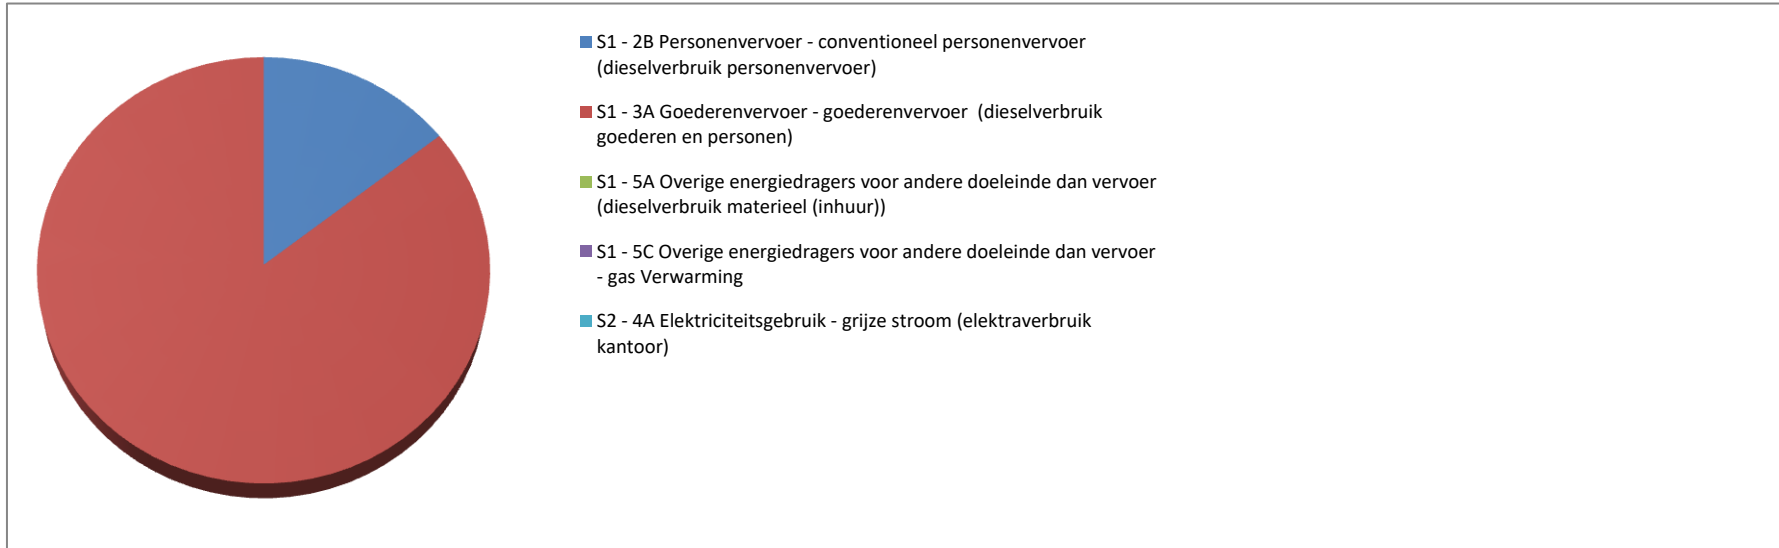 S1 - 2B Personenvervoer - conventioneel personenvervoer
(dieselverbruik personenvervoer)
S1 - 3A Goederenvervoer - goederenvervoer  (dieselverbruik
goederen en personen)
S1 - 5A Overige energiedragers voor andere doeleinde dan vervoer
(dieselverbruik materieel (inhuur))
S1 - 5C Overige energiedragers voor andere doeleinde dan vervoer
- gas Verwarming
S2 - 4A Elektriciteitsgebruik - grijze stroom (elektraverbruik
kantoor)